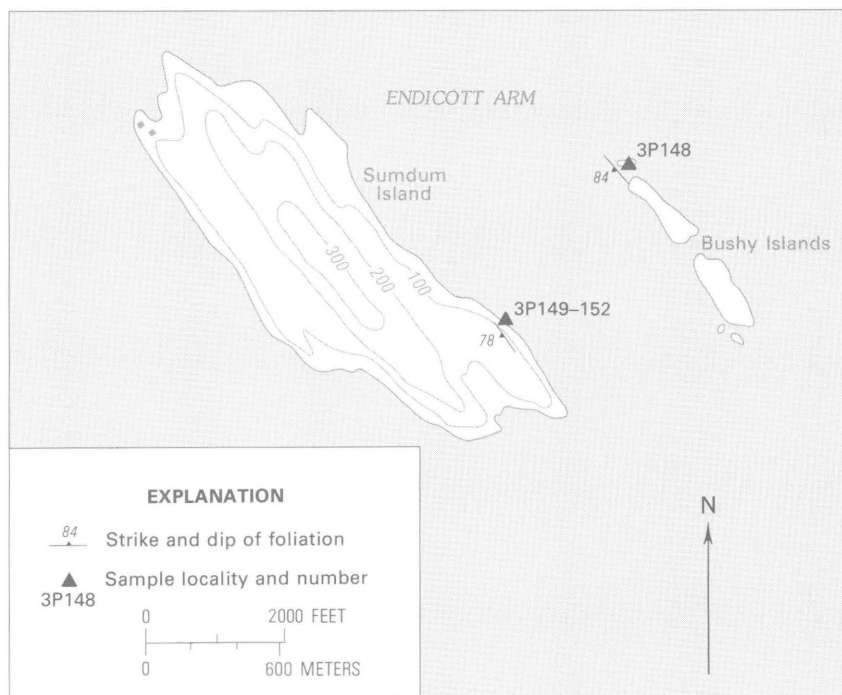 ENDICOTT ARM
3P148
84
Sumdum
Island
Bushy Islands
300
200
100
3P149–152
78
EXPLANATION
84
Strike and dip of foliation
Sample locality and number
3P148
0 2000 FEET
0 600 METERS
N